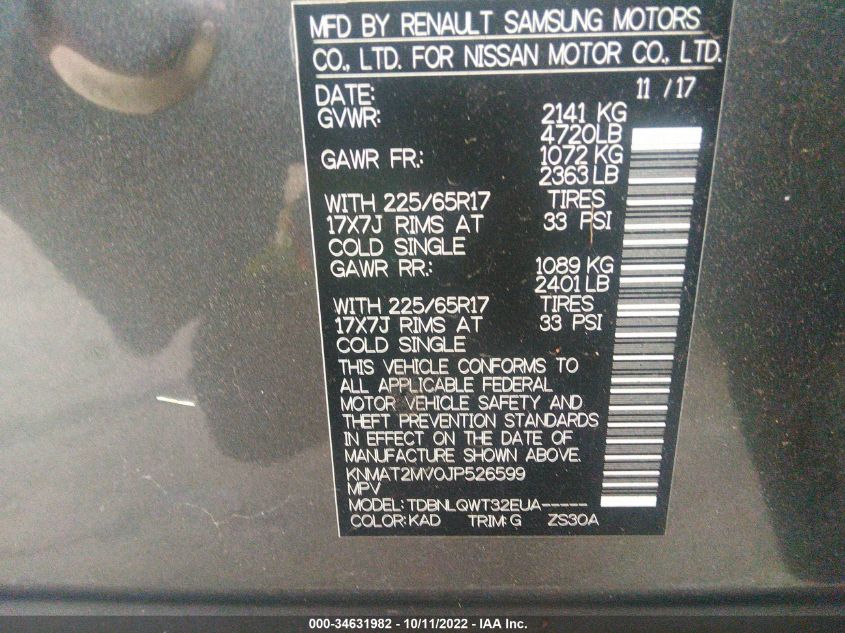 MFD BY RENAULT SAMSUNG MOTORS
CO., LTD. FOR NISSAN MOTOR CO., LTD.
DATE: 11 / 17
GVWR: 2141 KG
4720LB
GAWR FR.: 1072 KG
2363 LB
WITH 225/65R17 TIRES
17X7J RIMS AT 33 PSI
COLD SINGLE
GAWR RR.: 1089 KG
2401 LB
WITH 225/65R17 TIRES
17X7J RIMS AT 33 PSI
COLD SINGLE
THIS VEHICLE CONFORMS TO
ALL APPLICABLE FEDERAL
MOTOR VEHICLE SAFETY AND
THEFT PREVENTION STANDARDS
IN EFFECT ON THE DATE OF
MANUFACTURE SHOWN ABOVE.
KNMAT2MV0JP526599
MPV
MODEL: TDBNLQWT32EUA-----
COLOR: KAD TRIM: G ZS30A
000-34631982 - 10/11/2022 - IAA Inc.